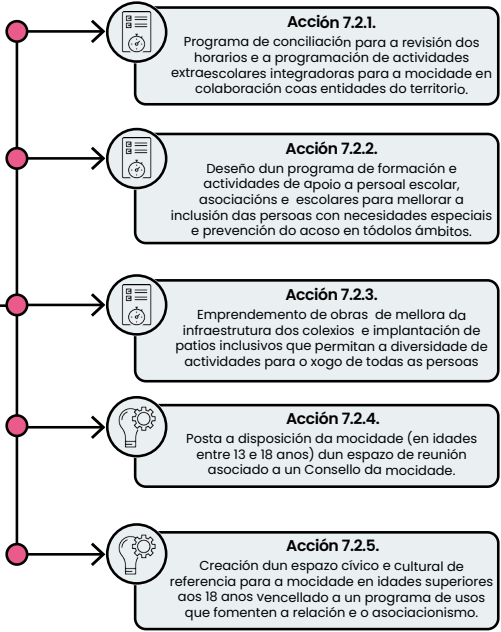 Acción 7.2.1.
Programa de conciliación para a revisión dos
horarios e a programación de actividades
extraescolares integradoras para a mocidade en
colaboración coas entidades do territorio.
Acción 7.2.2.
Deseño dun programa de formación e
actividades de apoio a persoal escolar,
asociacións e escolares para mellorar a
inclusión das persoas con necesidades especiais
e prevención do acoso en tódolos ámbitos.
Acción 7.2.3.
Emprendemento de obras de mellora da
infraestrutura dos colexios e implantación de
patios inclusivos que permitan a diversidade de
actividades para o xogo de todas as persoas
Acción 7.2.4.
Posta a disposición da mocidade (en idades
entre 13 e 18 anos) dun espazo de reunión
asociado a un Consello da mocidade.
Acción 7.2.5.
Creación dun espazo cívico e cultural de
referencia para a mocidade en idades superiores
aos 18 anos vencellado a un programa de usos
que fomenten a relación e o asociacionismo.